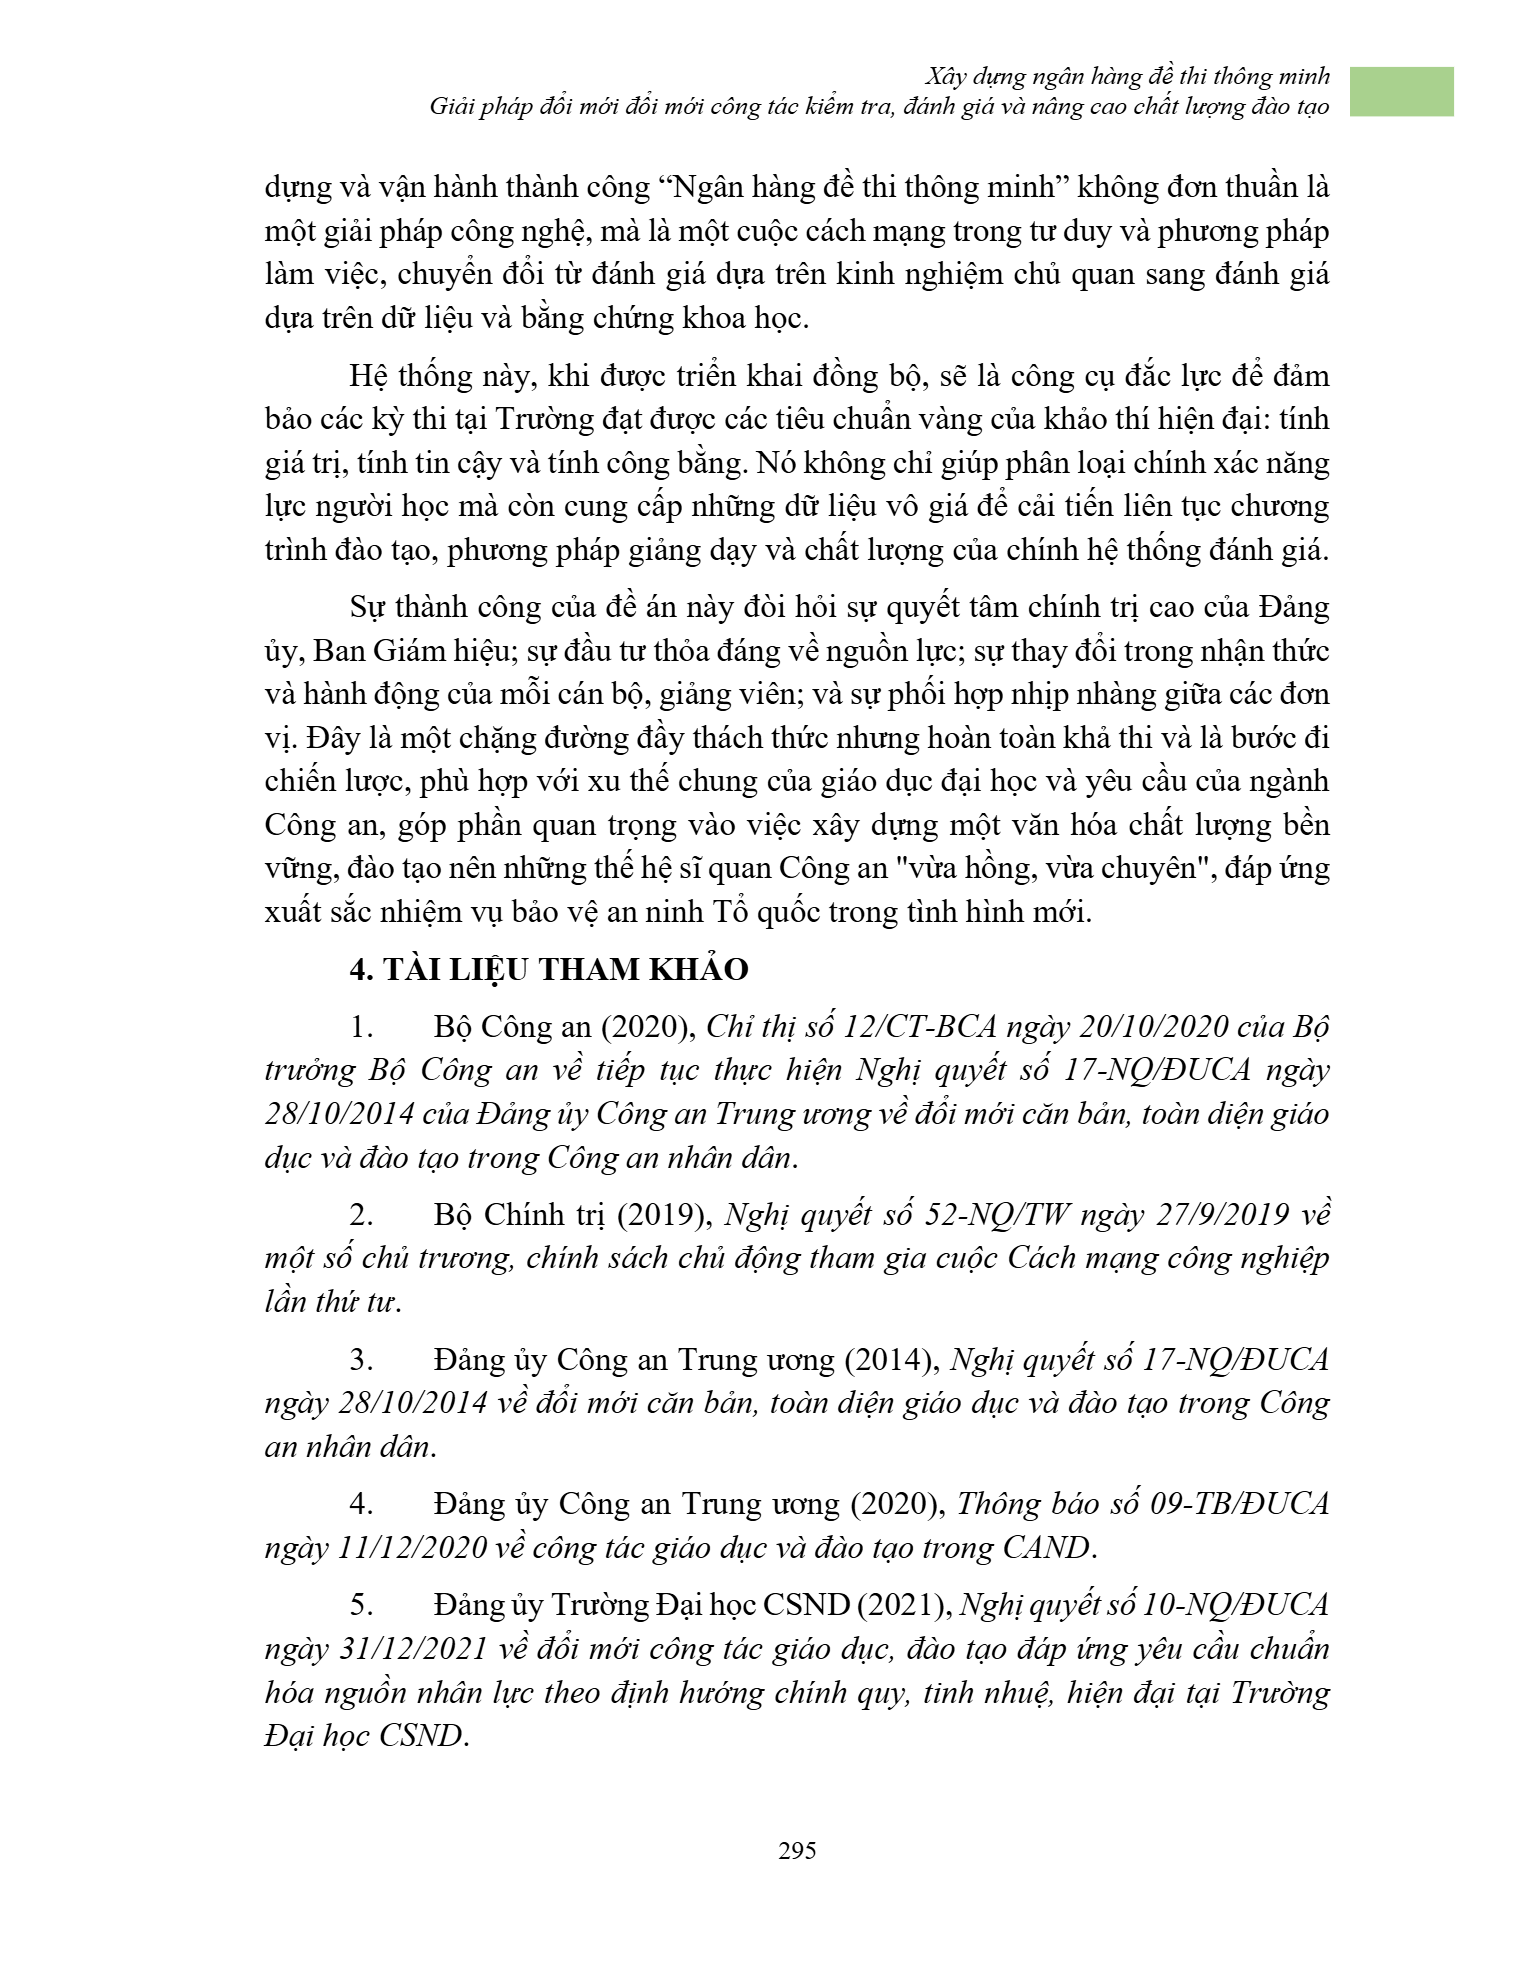 Xây dựng ngân hàng đề thi thông minh
Giải pháp đổi mới đổi mới công tác kiểm tra, đánh giá và nâng cao chất lượng đào tạo
dựng và vận hành thành công “Ngân hàng đề thi thông minh” không đơn thuần là
một giải pháp công nghệ, mà là một cuộc cách mạng trong tư duy và phương pháp
làm việc, chuyển đổi từ đánh giá dựa trên kinh nghiệm chủ quan sang đánh giá
dựa trên dữ liệu và bằng chứng khoa học.
Hệ thống này, khi được triển khai đồng bộ, sẽ là công cụ đắc lực để đảm
bảo các kỳ thi tại Trường đạt được các tiêu chuẩn vàng của khảo thí hiện đại: tính
giá trị, tính tin cậy và tính công bằng. Nó không chỉ giúp phân loại chính xác năng
lực người học mà còn cung cấp những dữ liệu vô giá để cải tiến liên tục chương
trình đào tạo, phương pháp giảng dạy và chất lượng của chính hệ thống đánh giá.
Sự thành công của đề án này đòi hỏi sự quyết tâm chính trị cao của Đảng
ủy, Ban Giám hiệu; sự đầu tư thỏa đáng về nguồn lực; sự thay đổi trong nhận thức
và hành động của mỗi cán bộ, giảng viên; và sự phối hợp nhịp nhàng giữa các đơn
vị. Đây là một chặng đường đầy thách thức nhưng hoàn toàn khả thi và là bước đi
chiến lược, phù hợp với xu thế chung của giáo dục đại học và yêu cầu của ngành
Công an, góp phần quan trọng vào việc xây dựng một văn hóa chất lượng bền
vững, đào tạo nên những thế hệ sĩ quan Công an "vừa hồng, vừa chuyên", đáp ứng
xuất sắc nhiệm vụ bảo vệ an ninh Tổ quốc trong tình hình mới.
4. TÀI LIỆU THAM KHẢO
1. Bộ Công an (2020), Chỉ thị số 12/CT-BCA ngày 20/10/2020 của Bộ
trưởng Bộ Công an về tiếp tục thực hiện Nghị quyết số 17-NQ/ĐUCA ngày
28/10/2014 của Đảng ủy Công an Trung ương về đổi mới căn bản, toàn diện giáo
dục và đào tạo trong Công an nhân dân.
2. Bộ Chính trị (2019), Nghị quyết số 52-NQ/TW ngày 27/9/2019 về
một số chủ trương, chính sách chủ động tham gia cuộc Cách mạng công nghiệp
lần thứ tư.
3. Đảng ủy Công an Trung ương (2014), Nghị quyết số 17-NQ/ĐUCA
ngày 28/10/2014 về đổi mới căn bản, toàn diện giáo dục và đào tạo trong Công
an nhân dân.
4. Đảng ủy Công an Trung ương (2020), Thông báo số 09-TB/ĐUCA
ngày 11/12/2020 về công tác giáo dục và đào tạo trong CAND.
5. Đảng ủy Trường Đại học CSND (2021), Nghị quyết số 10-NQ/ĐUCA
ngày 31/12/2021 về đổi mới công tác giáo dục, đào tạo đáp ứng yêu cầu chuẩn
hóa nguồn nhân lực theo định hướng chính quy, tinh nhuệ, hiện đại tại Trường
Đại học CSND.
295